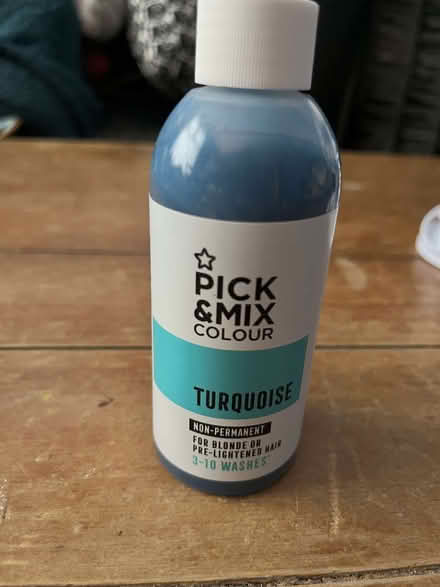 PICK
&MIX
COLOUR
TURQUOISE
NON-PERMANENT
FOR BLONDE OR
PRE-LIGHTENED HAIR
3-10 WASHES*